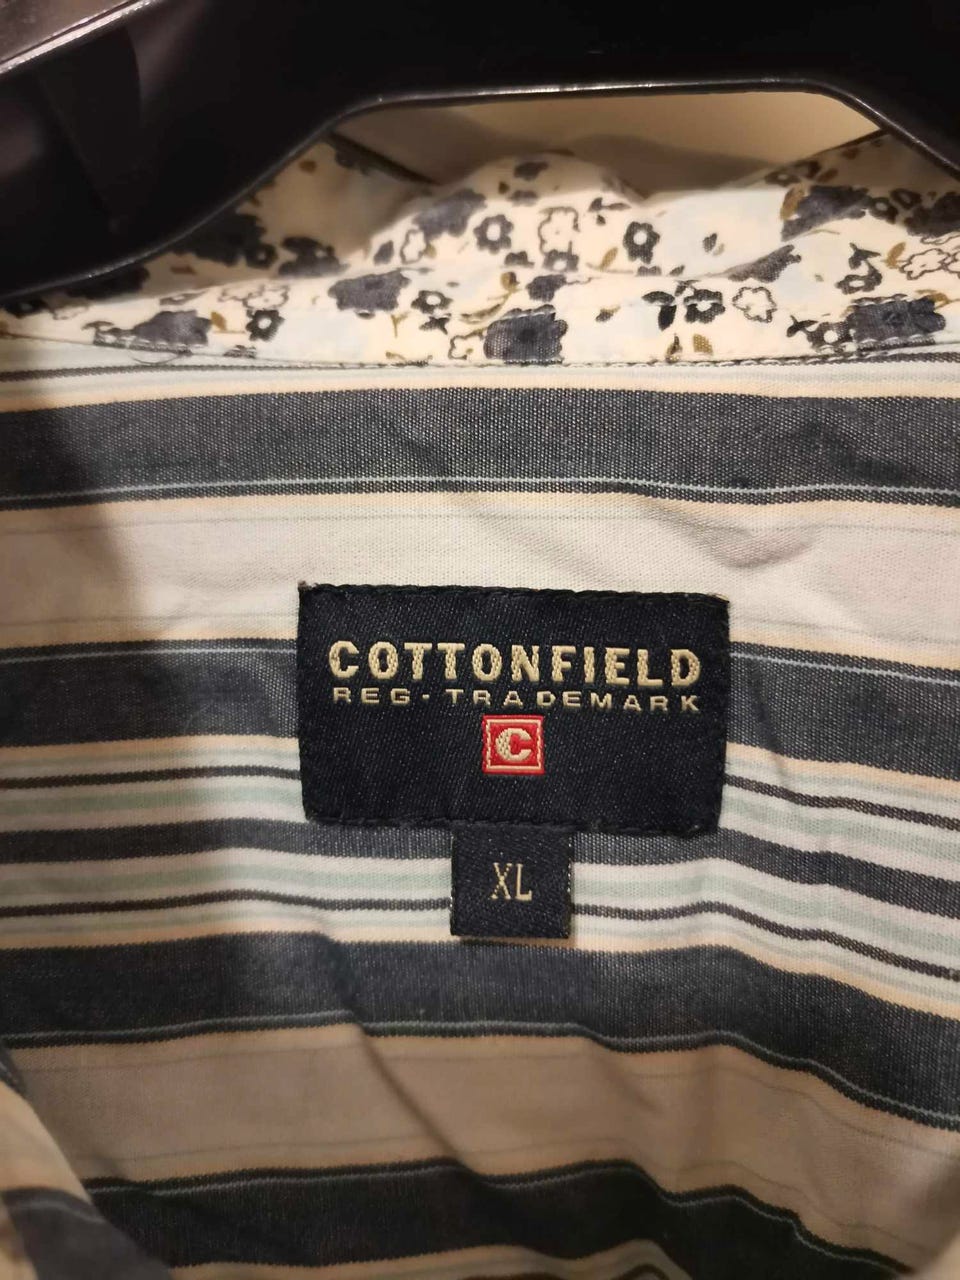 COTTONFIELD
REG-TRADEMARK
C
XL